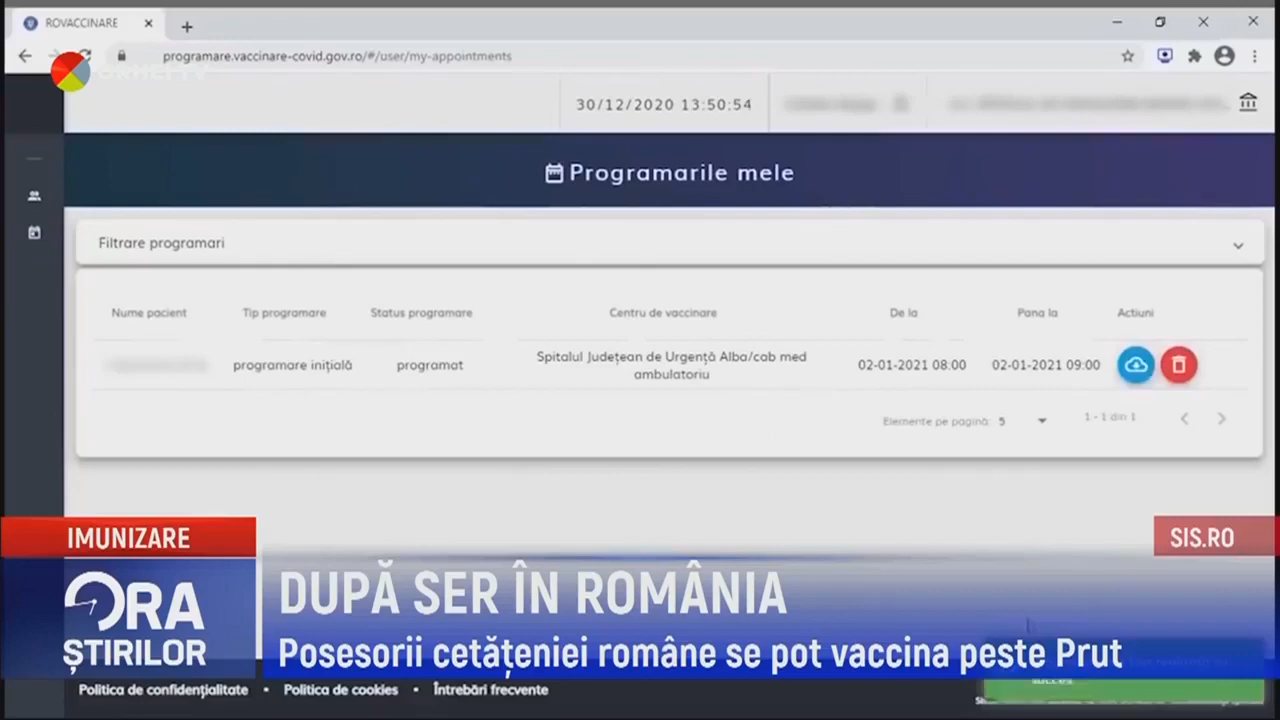 ROVACCINARE
programare.vaccinare-covid.gov.ro/#/user/my-appointments
ORHEI TV
30/12/2020 13:50:54
Programarile mele
Filtrare programari
Nume pacient Tip programare Status programare Centru de vaccinare De la Pana la Actiuni
programare inițială programat Spitalul Județean de Urgență Alba/cab med ambulatoriu 02-01-2021 08:00 02-01-2021 09:00
Elemente pe pagină: 5 1 - 1 din 1
IMUNIZARE
SIS.RO
ORA
ȘTIRILOR
DUPĂ SER ÎN ROMÂNIA
Posesorii cetățeniei române se pot vaccina peste Prut
succes
Politica de confidențialitate • Politica de cookies • Întrebări frecvente